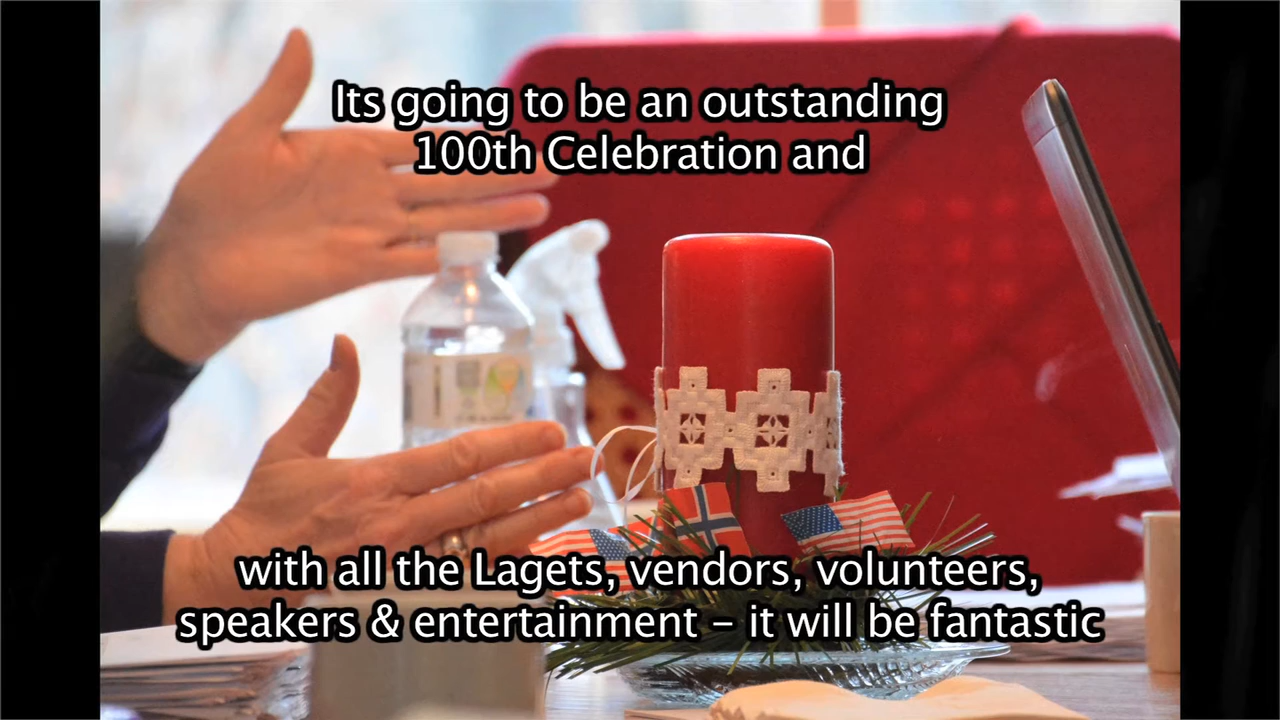 Its going to be an outstanding
100th Celebration and
with all the Lagets, vendors, volunteers,
speakers & entertainment – it will be fantastic